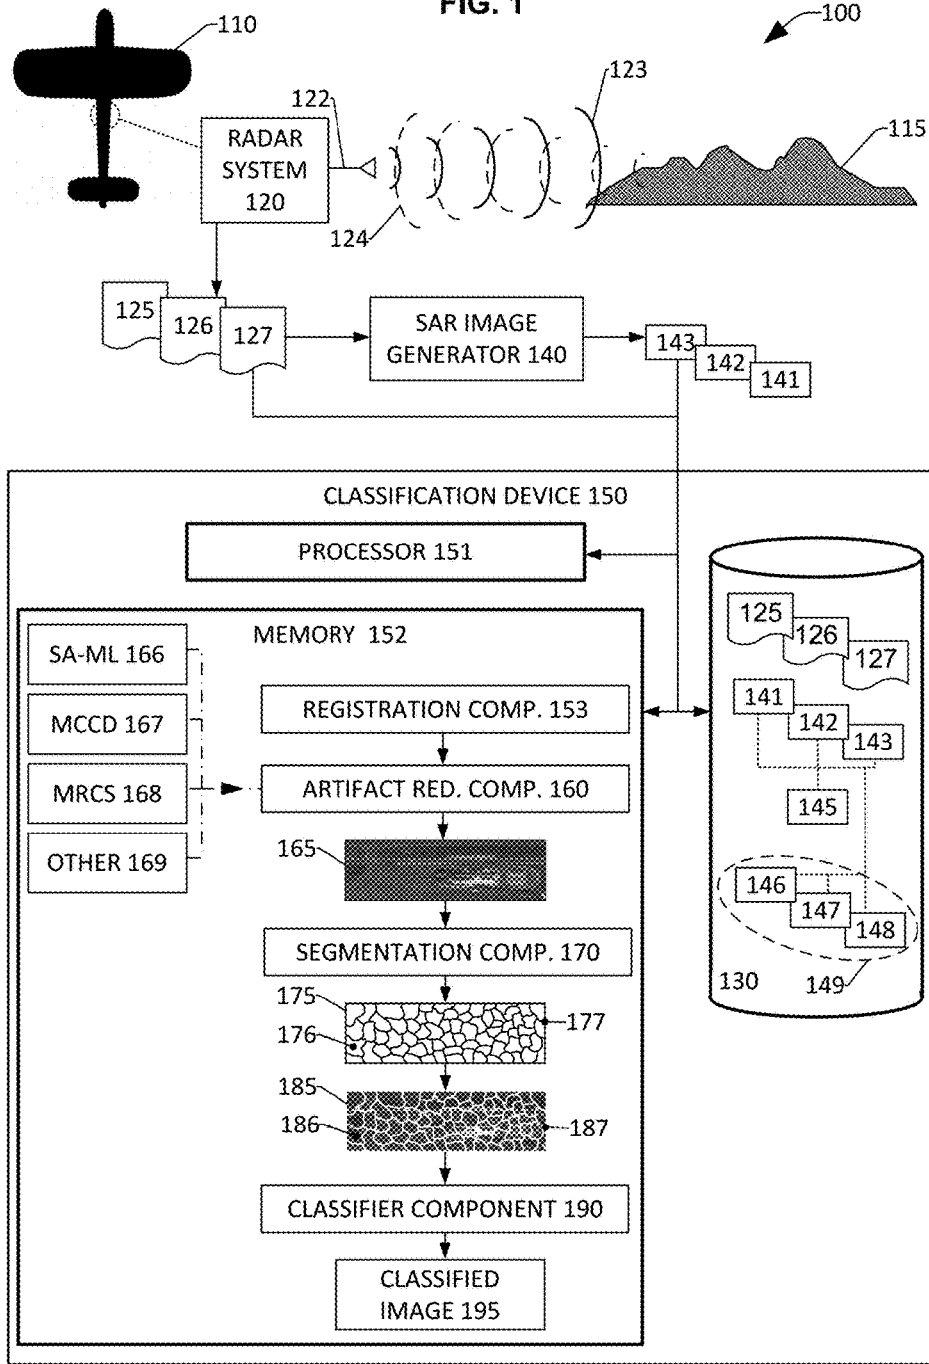 FIG. 1
110
100
123
122
115
RADAR
SYSTEM
120
124
125
126
127
SAR IMAGE
GENERATOR 140
143
142
141
CLASSIFICATION DEVICE 150
PROCESSOR 151
MEMORY 152
SA-ML 166
MCCD 167
MRCS 168
OTHER 169
REGISTRATION COMP. 153
ARTIFACT RED. COMP. 160
165
SEGMENTATION COMP. 170
175
176
177
185
186
187
CLASSIFIER COMPONENT 190
CLASSIFIED
IMAGE 195
125
126
127
141
142
143
145
146
147
148
130
149